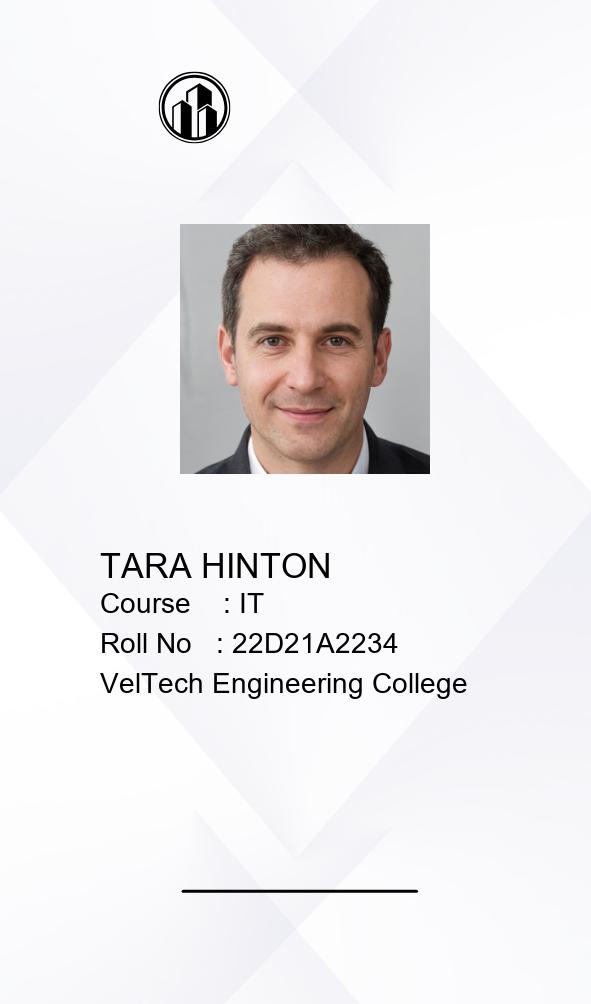 TARA HINTON
Course : IT
Roll No : 22D21A2234
VelTech Engineering College